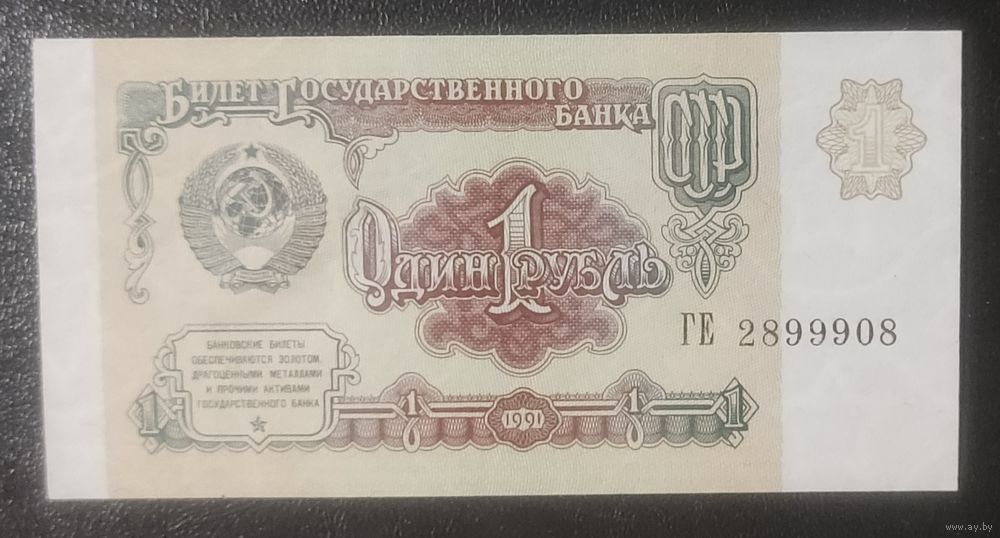 Билет Государственного
Банка
СССР
1
Один 1 рубль
ГЕ 2899908
БАНКОВСКИЕ БИЛЕТЫ
ОБЕСПЕЧИВАЮТСЯ ЗОЛОТОМ,
ДРАГОЦЕННЫМИ МЕТАЛЛАМИ
И ПРОЧИМИ АКТИВАМИ
ГОСУДАРСТВЕННОГО БАНКА
1 1 1991 1 1
www.ay.by